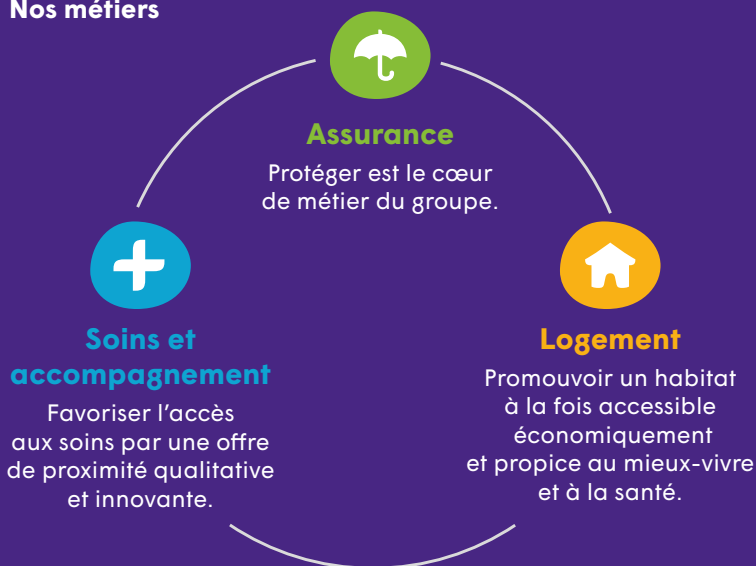 Nos métiers
Assurance
Protéger est le cœur
de métier du groupe.
Soins et
accompagnement
Favoriser l’accès
aux soins par une offre
de proximité qualitative
et innovante.
Logement
Promouvoir un habitat
à la fois accessible
économiquement
et propice au mieux-vivre
et à la santé.